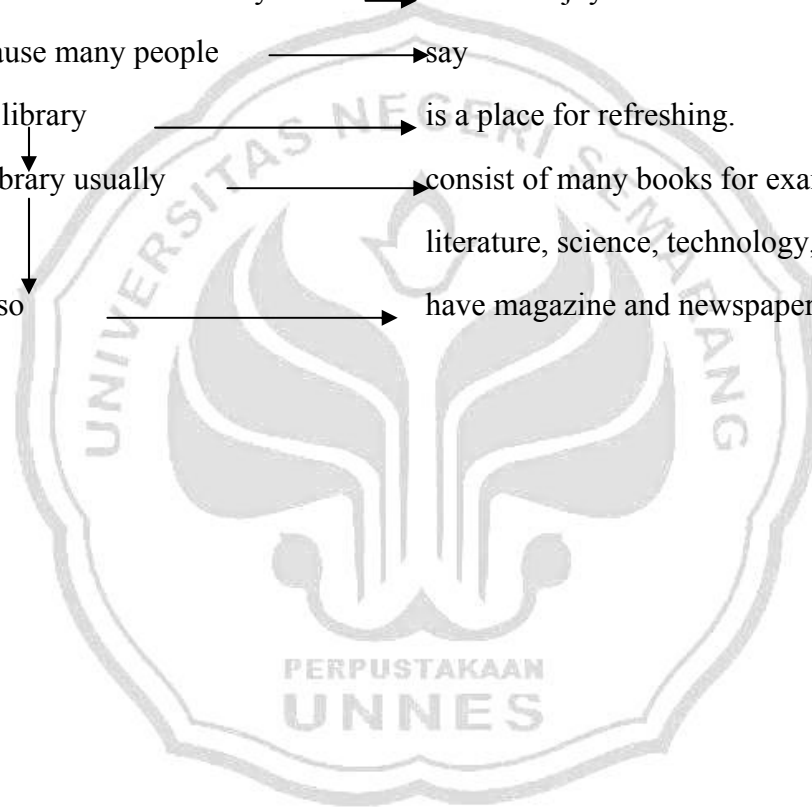 ause many people say
library is a place for refreshing.
brary usually consist of many books for exa
literature, science, technology,
so have magazine and newspaper
UNIVERSITAS NEGERI SEMARANG
PERPUSTAKAAN
UNNES